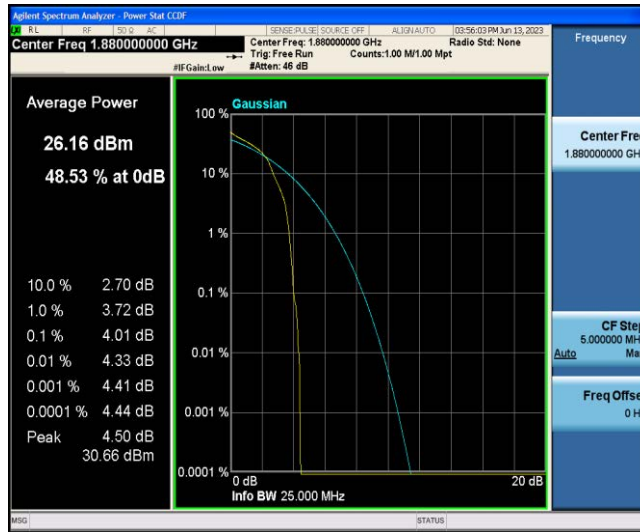 Agilent Spectrum Analyzer - Power Stat CCDF
RL RF 50 Ω AC SENSE:PULSE SOURCE OFF ALIGN AUTO 03:56:03 PM Jun 13, 2023
Center Freq 1.880000000 GHz
Center Freq: 1.880000000 GHz Radio Std: None
Trig: Free Run Counts:1.00 M/1.00 Mpt
#IFGain:Low #Atten: 46 dB
Frequency
Average Power
26.16 dBm
48.53 % at 0dB
10.0 % 2.70 dB
1.0 % 3.72 dB
0.1 % 4.01 dB
0.01 % 4.33 dB
0.001 % 4.41 dB
0.0001 % 4.44 dB
Peak 4.50 dB
30.66 dBm
Gaussian
100 %
10 %
1 %
0.1 %
0.01 %
0.001 %
0.0001 %
0 dB 20 dB
Info BW 25.000 MHz
Center Fre
1.880000000 GH
CF Step
5.000000 MH
Auto Ma
Freq Offse
0 H
MSG STATUS